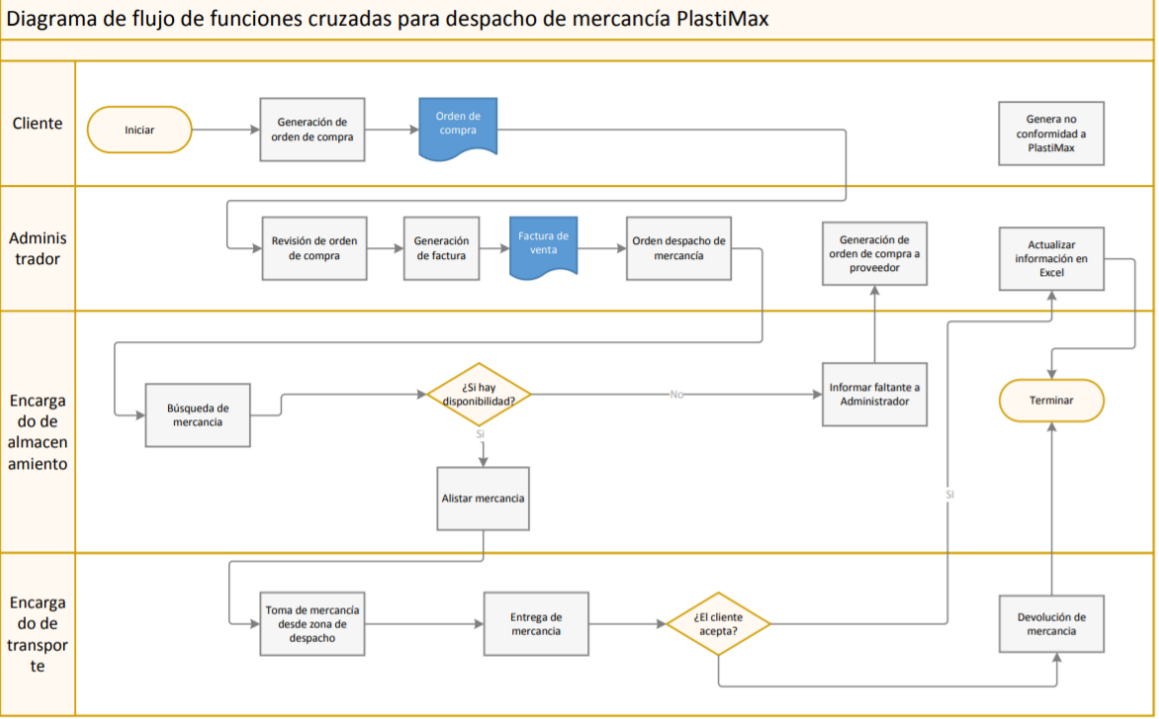 Diagrama de flujo de funciones cruzadas para despacho de mercancía PlastiMax
Cliente
Iniciar
Generación de
orden de compra
Orden de
compra
Genera no
conformidad a
PlastiMax
Adminis
trador
Revisión de orden
de compra
Generación
de factura
Factura de
venta
Orden despacho de
mercancía
Generación de
orden de compra a
proveedor
Actualizar
información en
Excel
Encarga
do de
almacen
amiento
Búsqueda de
mercancia
¿Si hay
disponibilidad?
No
Si
Informar faltante a
Administrador
Terminar
Alistar mercancia
Si
Encarga
do de
transpor
te
Toma de mercancía
desde zona de
despacho
Entrega de
mercancia
¿El cliente
acepta?
Devolución de
mercancia